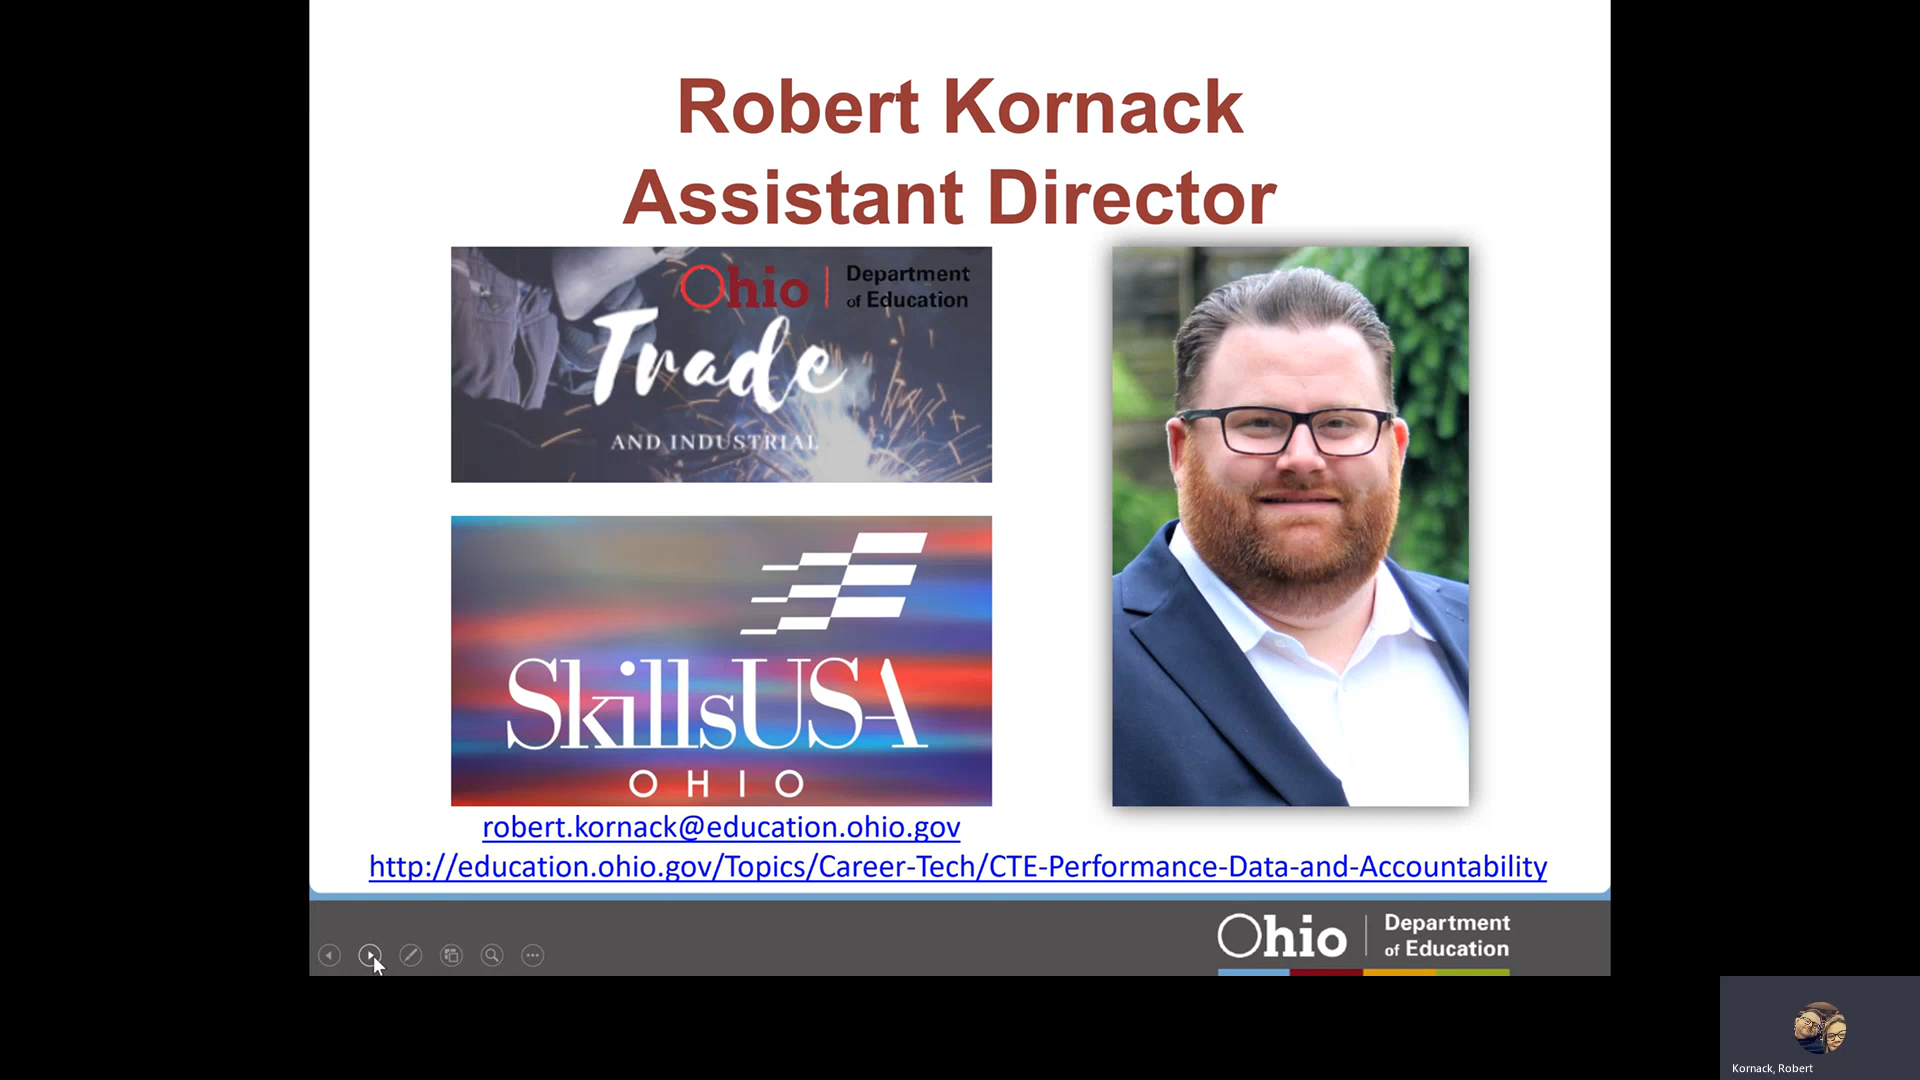 Robert Kornack
Assistant Director
Ohio
Department
of Education
Trade
AND INDUSTRIAL
SkillsUSA
OHIO
robert.kornack@education.ohio.gov
http://education.ohio.gov/Topics/Career-Tech/CTE-Performance-Data-and-Accountability
Ohio
Department
of Education
Kornack, Robert